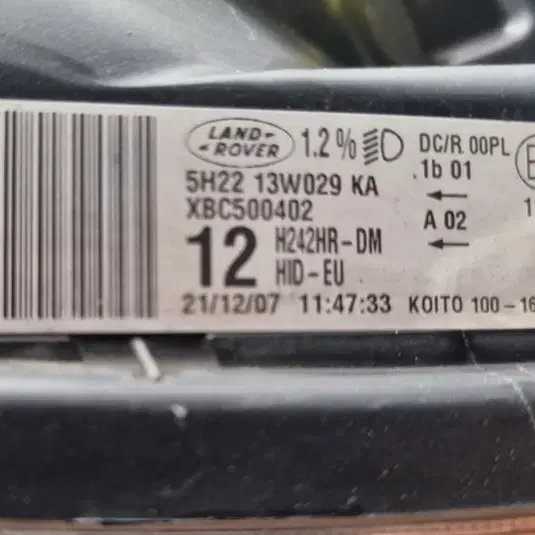 LAND-
ROVER
1.2%
DC/R 00PL
.1b 01
5H22 13W029 KA
XBC500402
A 02
12
H242HR-DM
HID-EU
21/12/07 11:47:33 KOITO 100-16